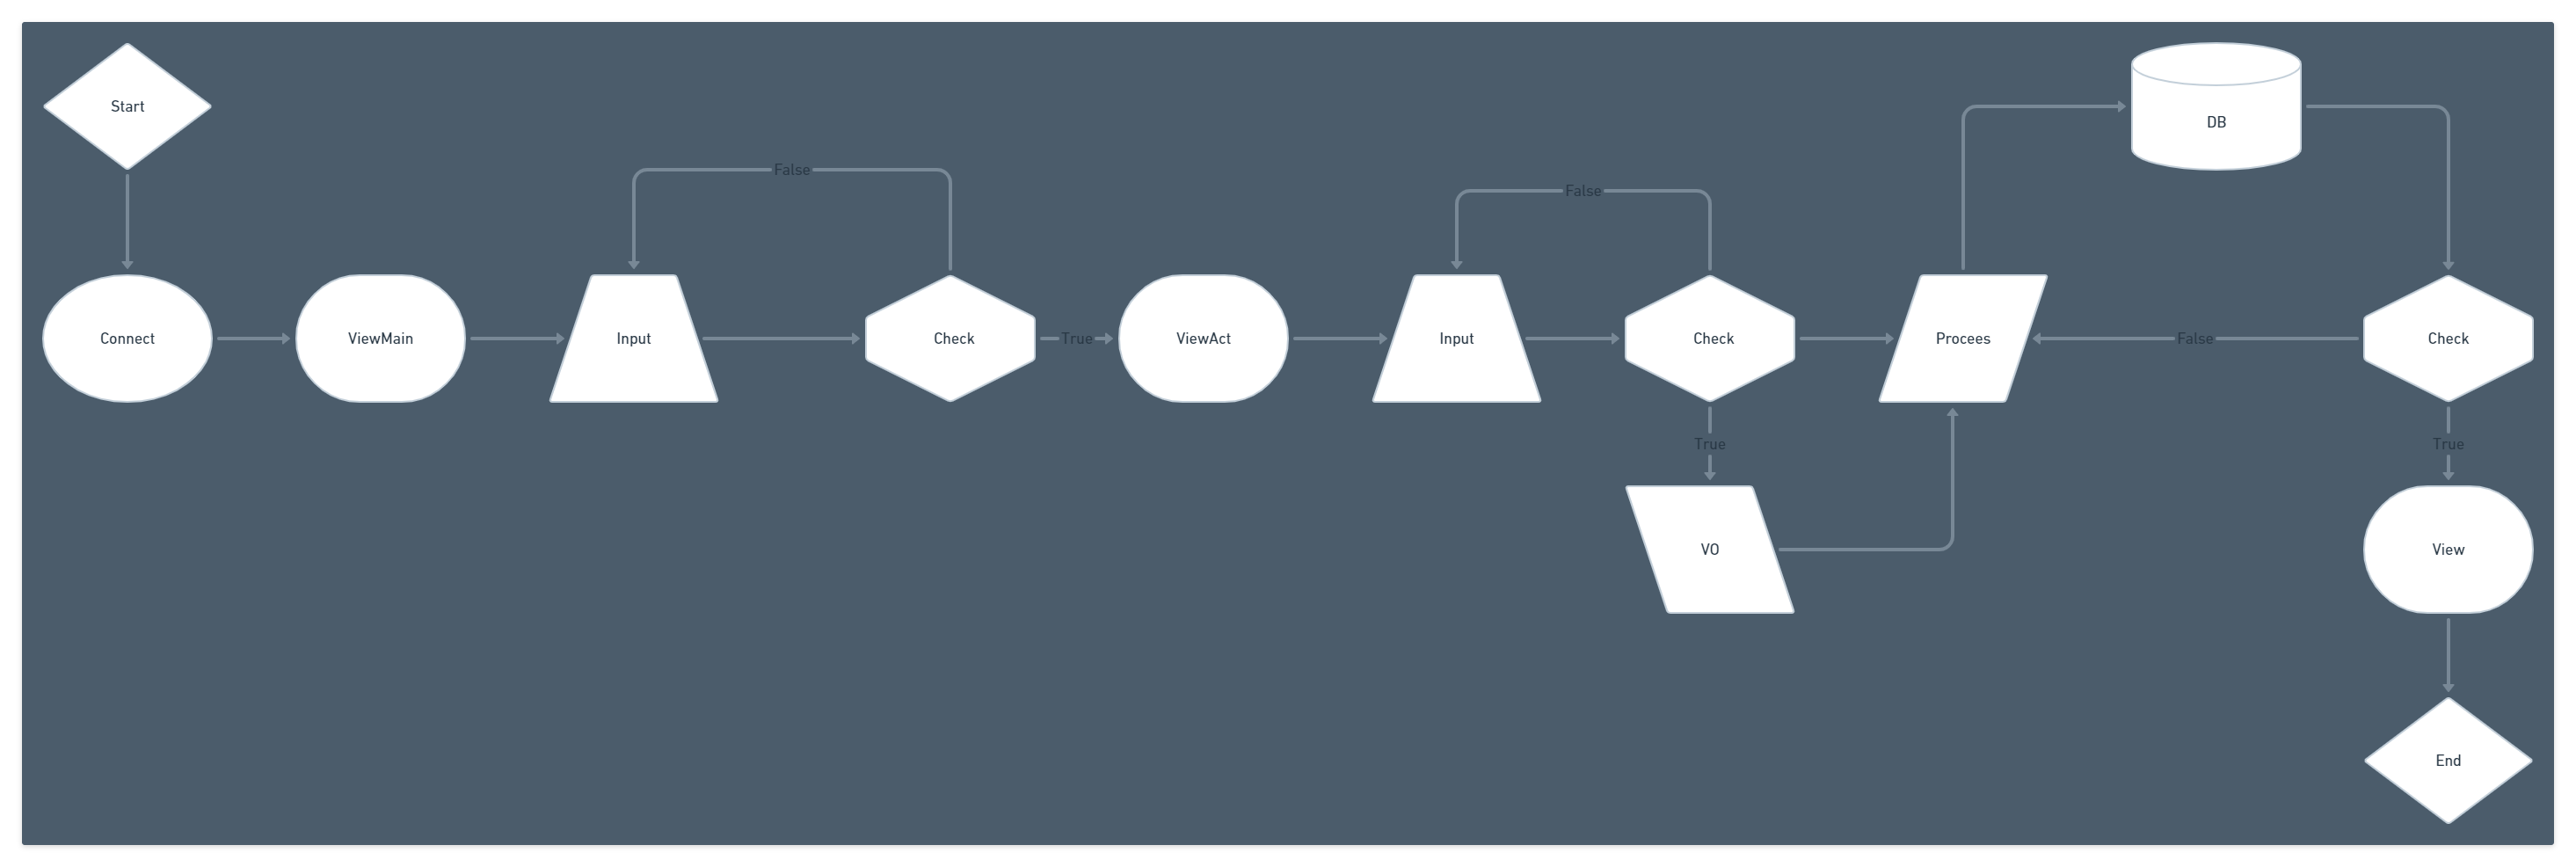 Start
DB
False
False
Connect
ViewMain
Input
Check
True
ViewAct
Input
Check
Procees
False
Check
True
True
VO
View
End